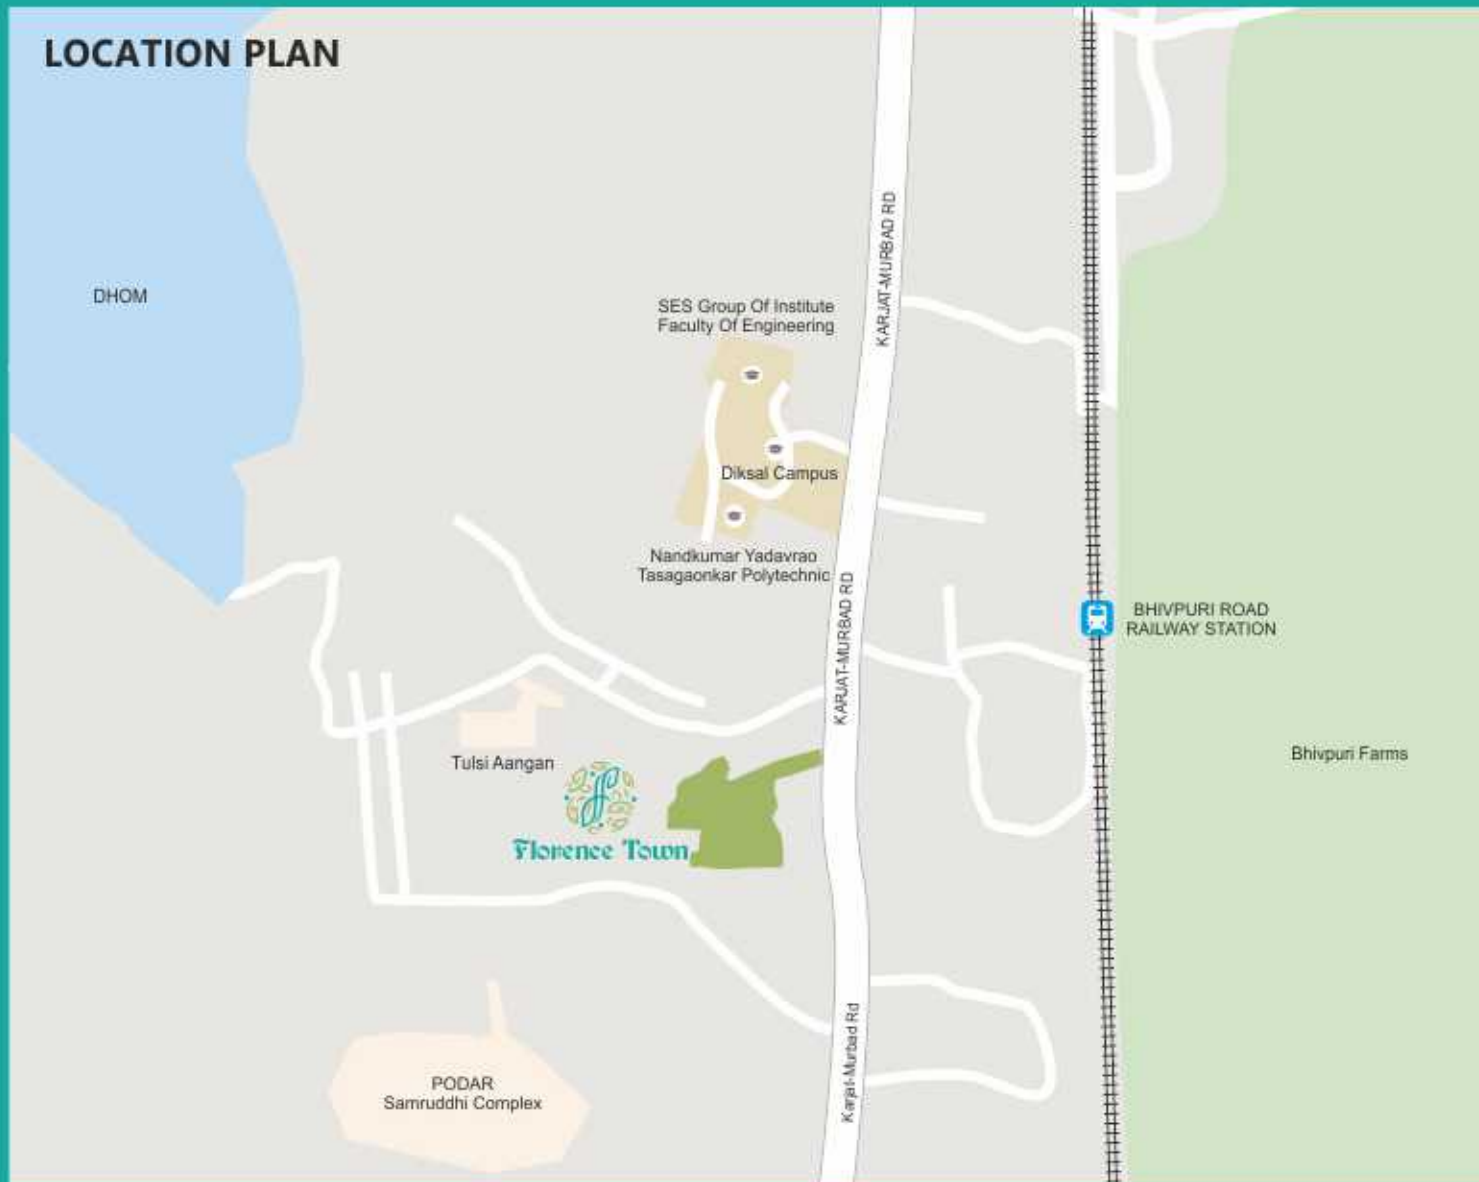 LOCATION PLAN
KARJAT-MURBAD RD
DHOM
SES Group Of Institute
Faculty Of Engineering
Diksal Campus
Nandkumar Yadavrao
Tasagaonkar Polytechnic
KARJAT-MURBAD RD
BHIVPURI ROAD
RAILWAY STATION
Bhivpuri Farms
Tulsi Aangan
Florence Town
Karjat-Murbad Rd
PODAR
Samruddhi Complex